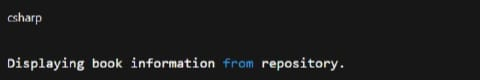 csharp
Displaying book information from repository.